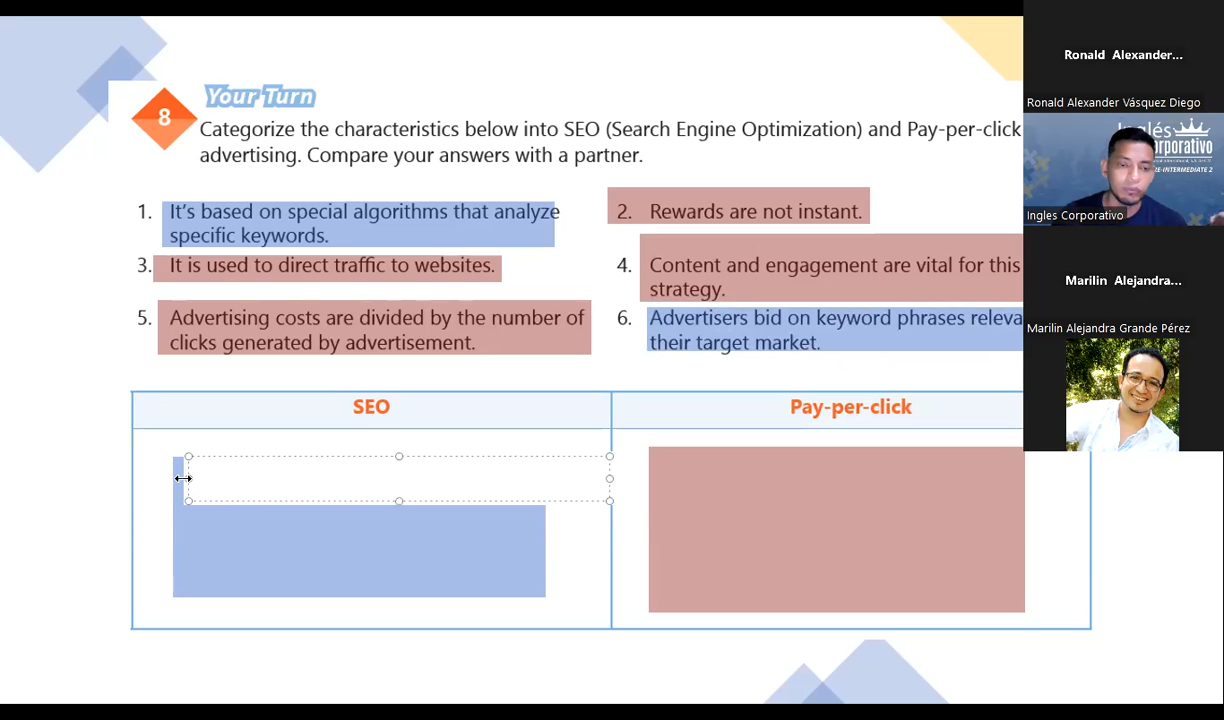 Your Turn
8
Categorize the characteristics below into SEO (Search Engine Optimization) and Pay-per-click
advertising. Compare your answers with a partner.
1. It's based on special algorithms that analyze
specific keywords.
2. Rewards are not instant.
3. It is used to direct traffic to websites.
4. Content and engagement are vital for this
strategy.
5. Advertising costs are divided by the number of
clicks generated by advertisement.
6. Advertisers bid on keyword phrases releva
their target market.
SEO
Pay-per-click
Ronald Alexander...
Ronald Alexander Vásquez Diego
Inglés
orporativo
RE-INTERMEDIATE 2
Ingles Corporativo
Marilin Alejandra...
Marilin Alejandra Grande Pérez